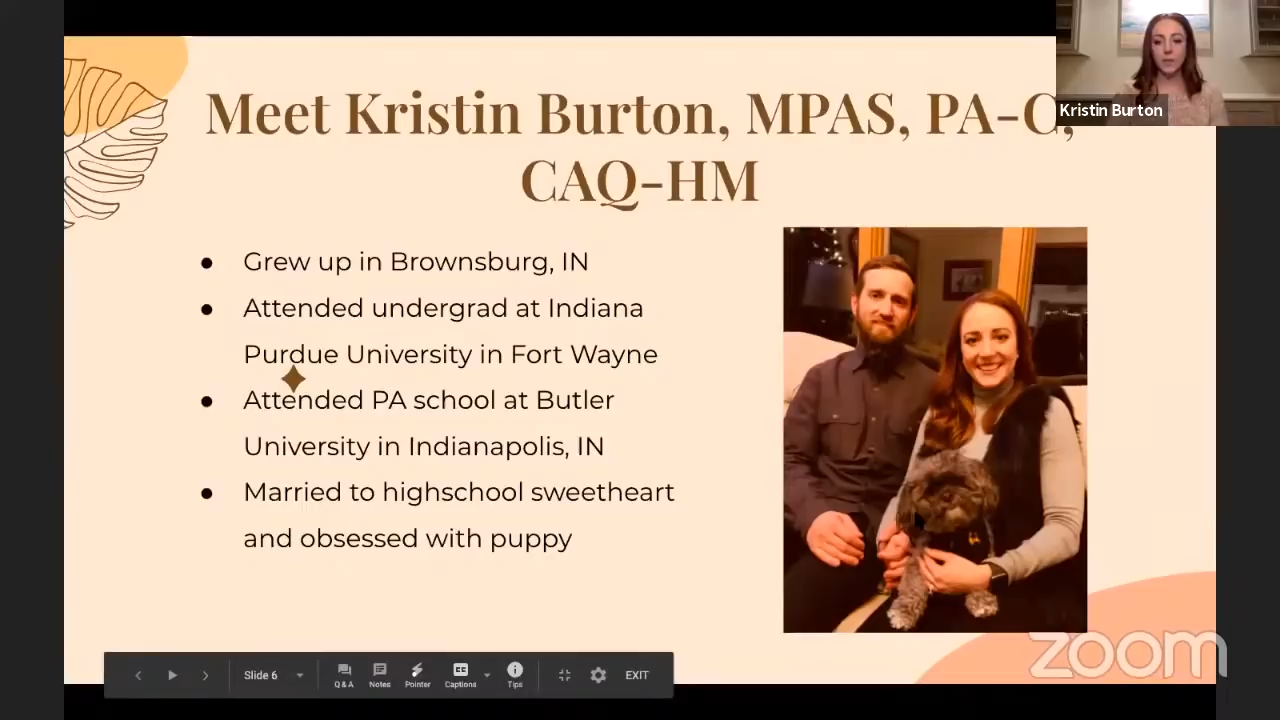 Meet Kristin Burton, MPAS, PA-C,
CAQ-HM
Kristin Burton
● Grew up in Brownsburg, IN
● Attended undergrad at Indiana
Purdue University in Fort Wayne
● Attended PA school at Butler
University in Indianapolis, IN
● Married to highschool sweetheart
and obsessed with puppy
zoom
Slide 6
Q&A
Notes
Pointer
Captions
Tips
EXIT